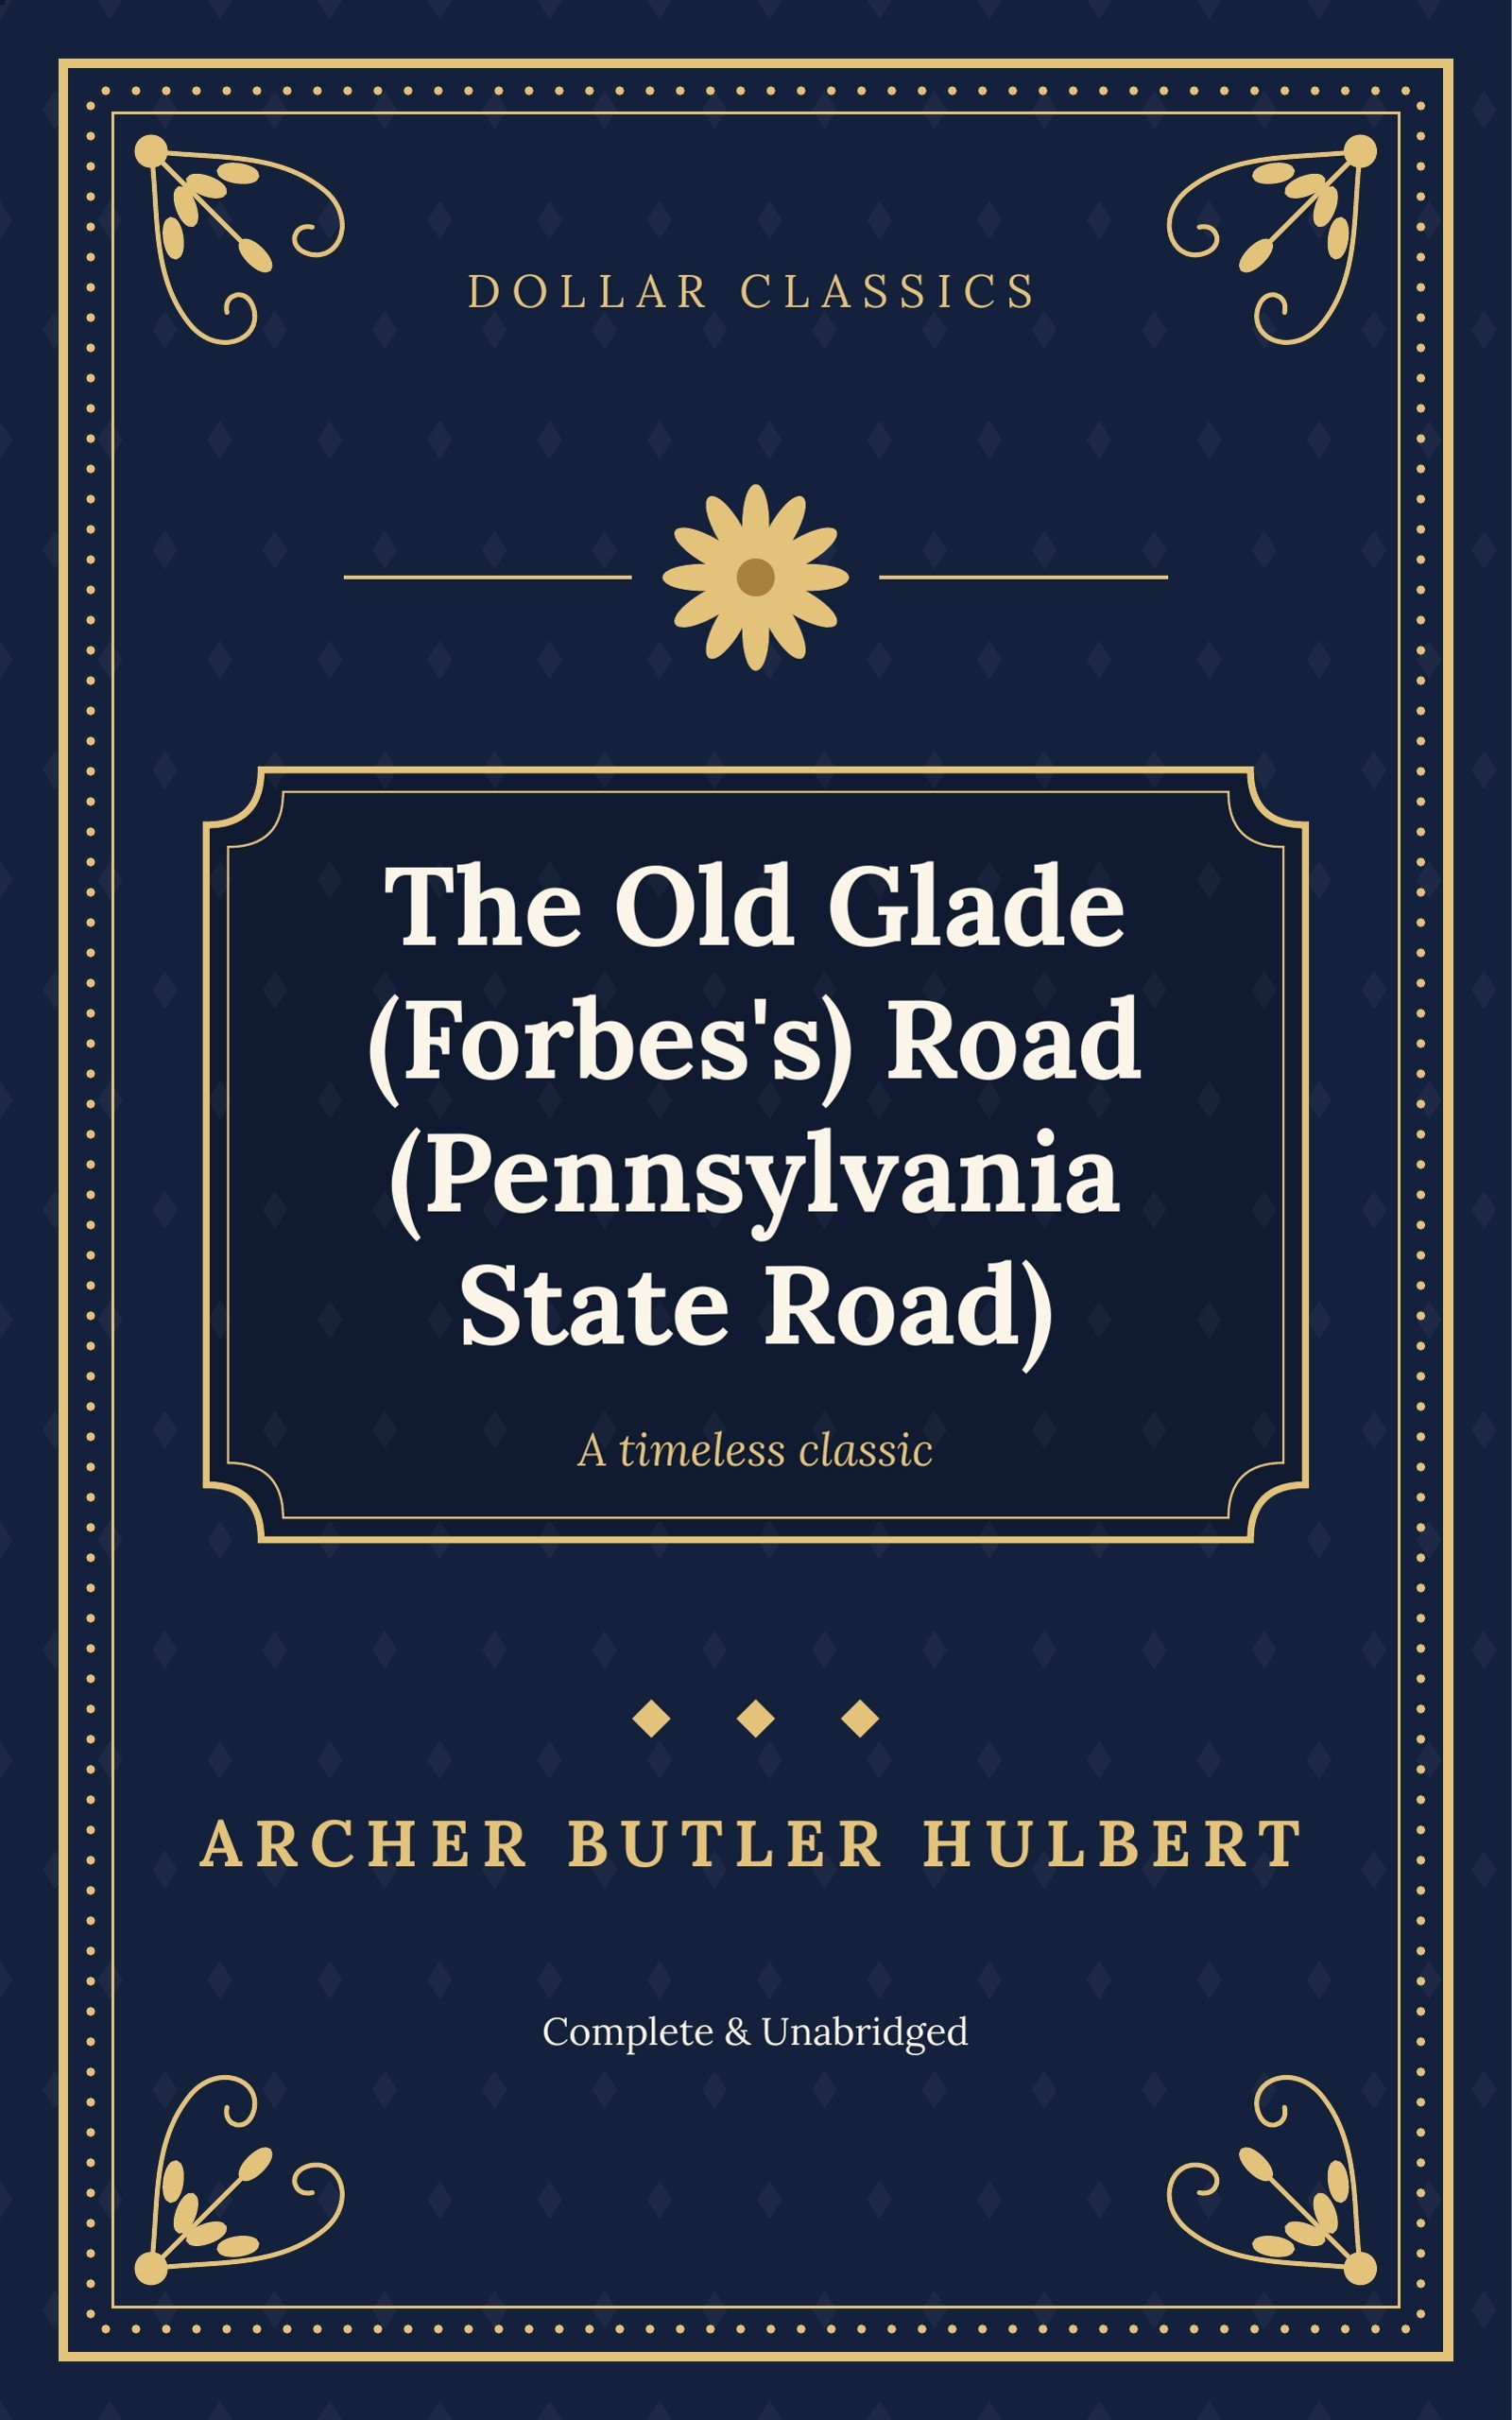 DOLLAR CLASSICS
The Old Glade
(Forbes's) Road
(Pennsylvania
State Road)
A timeless classic
ARCHER BUTLER HULBERT
Complete & Unabridged